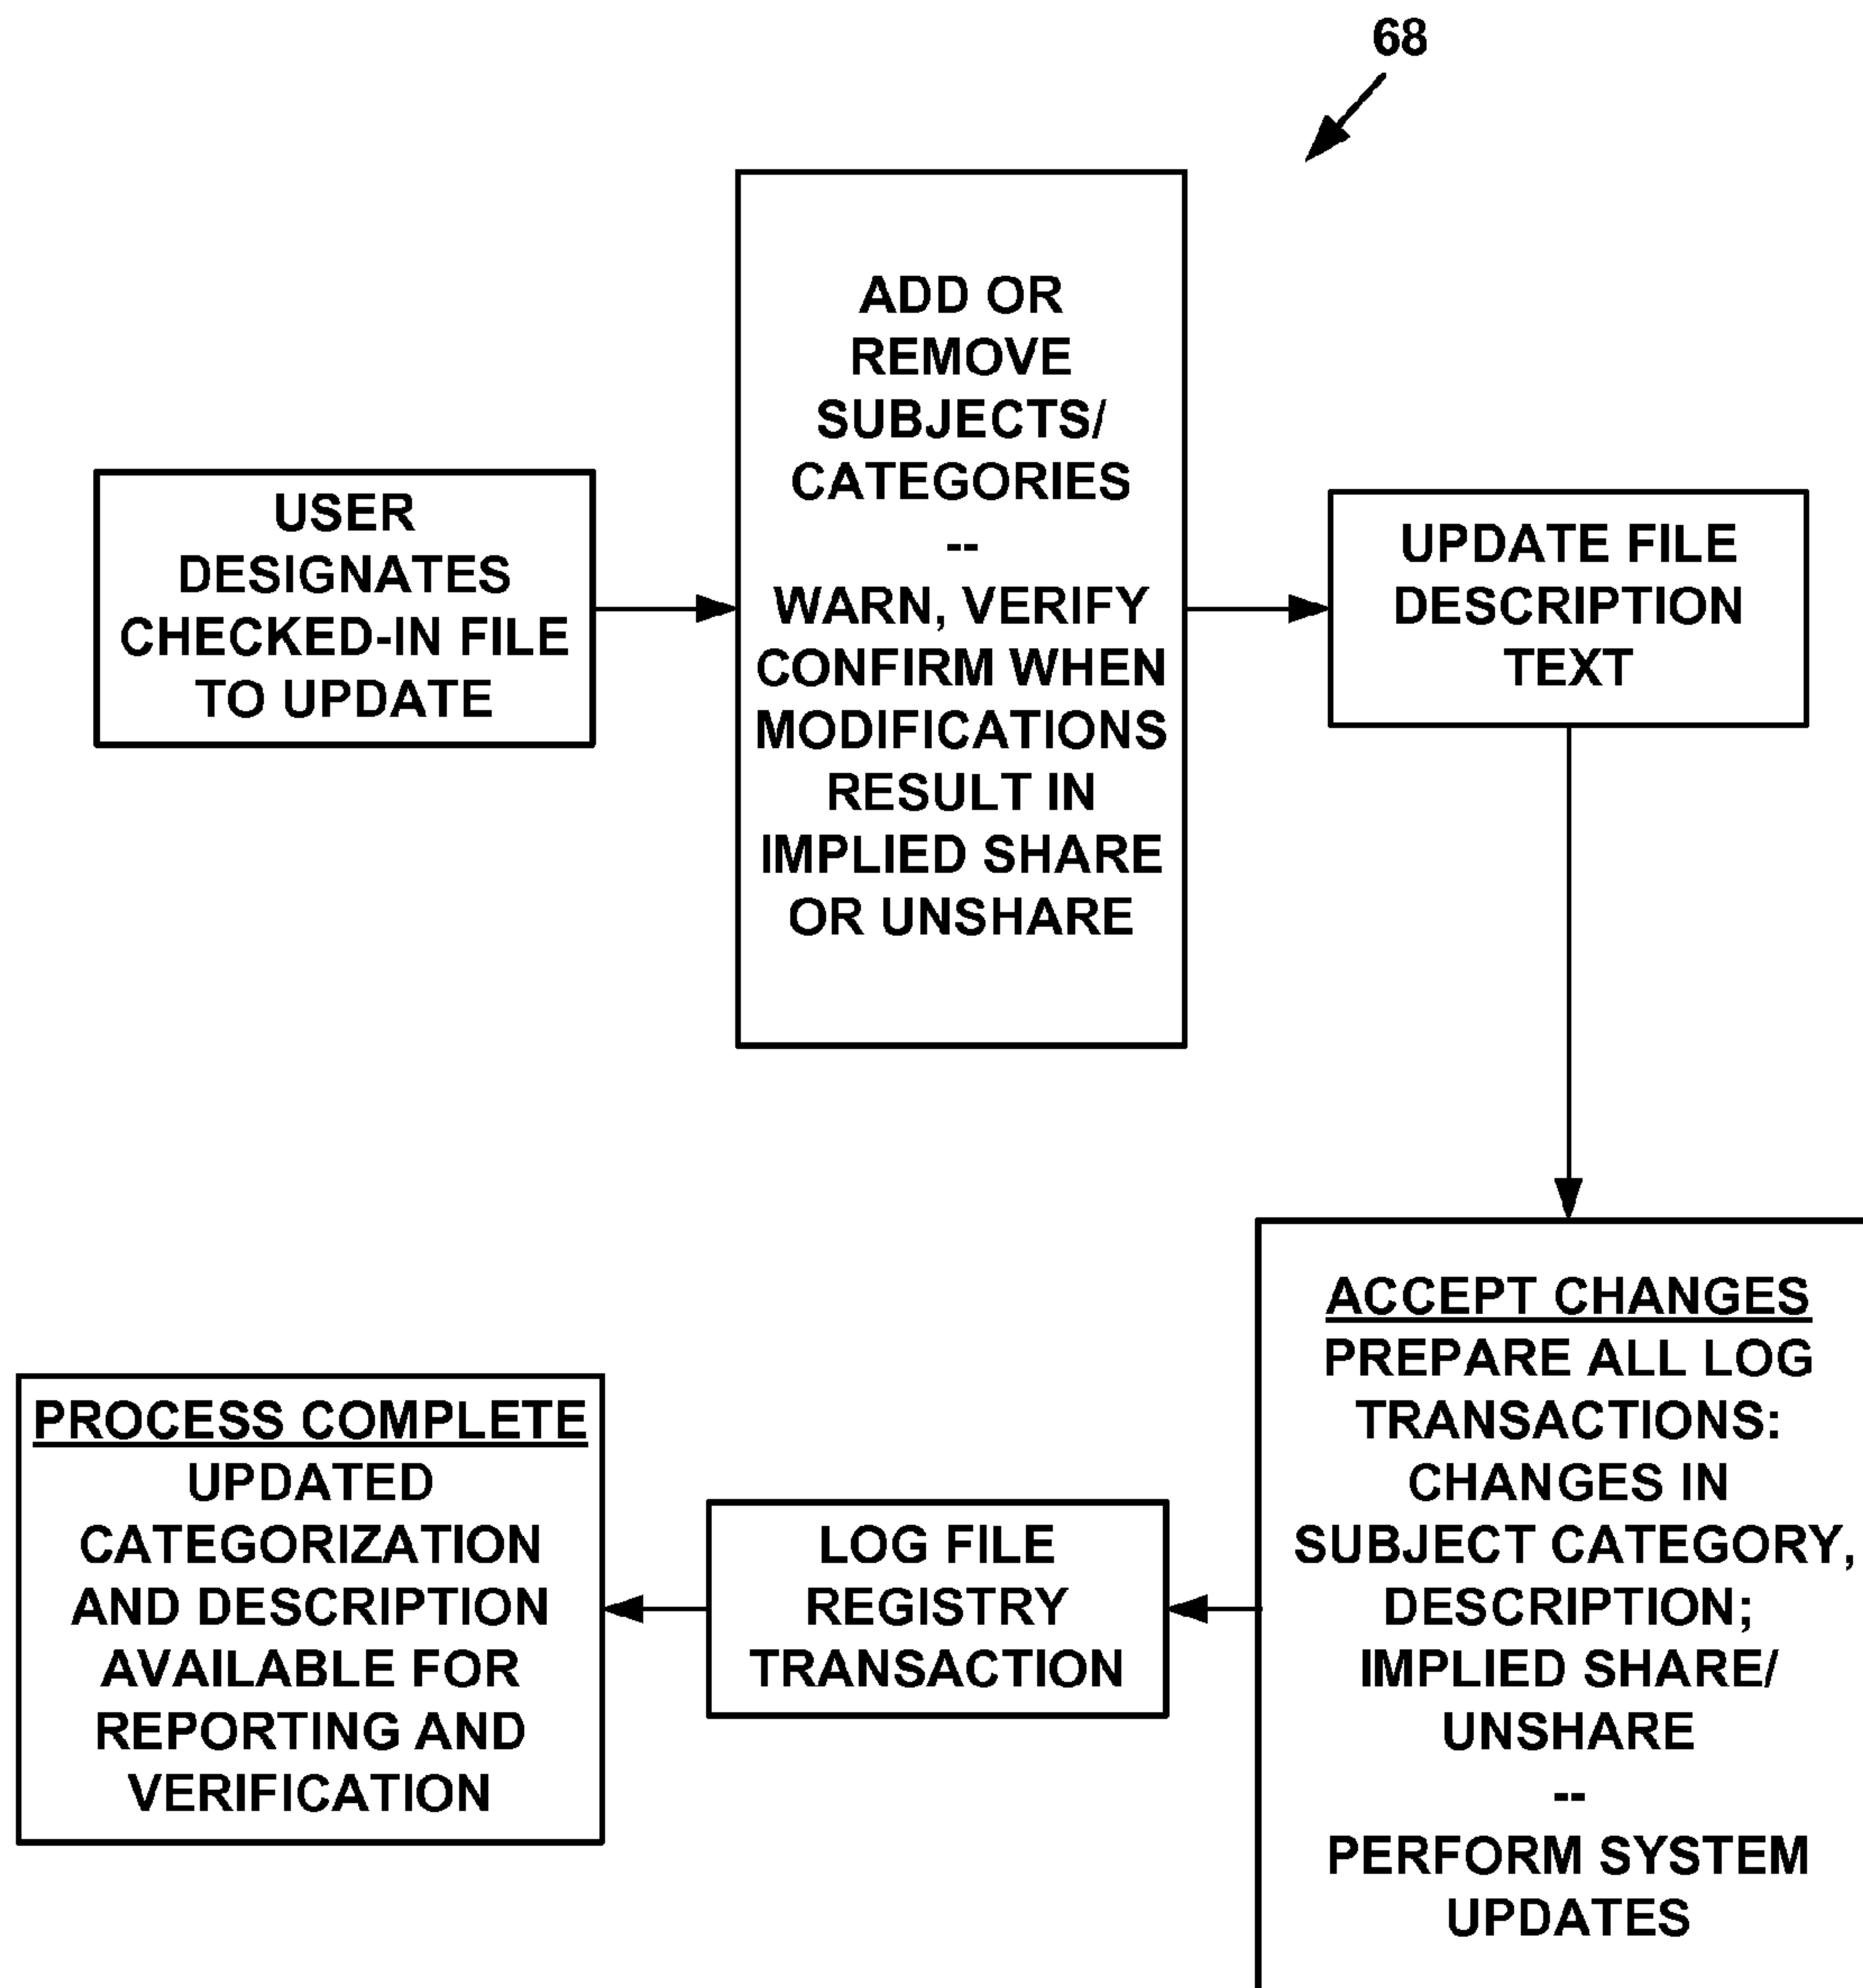 68
USER
DESIGNATES
CHECKED-IN FILE
TO UPDATE
ADD OR
REMOVE
SUBJECTS/
CATEGORIES
--
WARN, VERIFY
CONFIRM WHEN
MODIFICATIONS
RESULT IN
IMPLIED SHARE
OR UNSHARE
UPDATE FILE
DESCRIPTION
TEXT
ACCEPT CHANGES
PREPARE ALL LOG
TRANSACTIONS:
CHANGES IN
SUBJECT CATEGORY,
DESCRIPTION;
IMPLIED SHARE/
UNSHARE
--
PERFORM SYSTEM
UPDATES
LOG FILE
REGISTRY
TRANSACTION
PROCESS COMPLETE
UPDATED
CATEGORIZATION
AND DESCRIPTION
AVAILABLE FOR
REPORTING AND
VERIFICATION